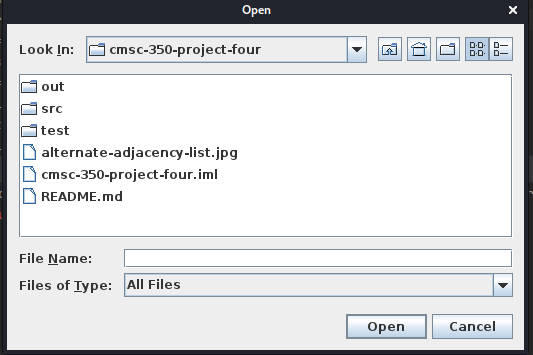 Open
Look In: cmsc-350-project-four
out
src
test
alternate-adjacency-list.jpg
cmsc-350-project-four.iml
README.md
File Name:
Files of Type: All Files
Open Cancel